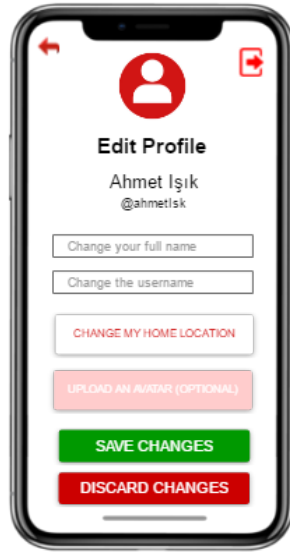 Edit Profile
Ahmet Işık
@ahmetIsk
Change your full name
Change the username
CHANGE MY HOME LOCATION
UPLOAD AN AVATAR (OPTIONAL)
SAVE CHANGES
DISCARD CHANGES